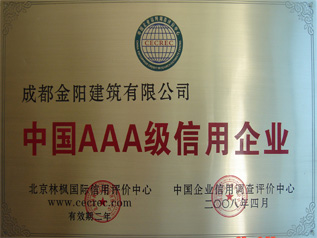 CECREC
成都金阳建筑有限公司
中国AAA级信用企业
北京林枫国际信用评价中心 中国企业信用调查评价中心
www.cectec.com 二〇〇八年四月
有效期二年